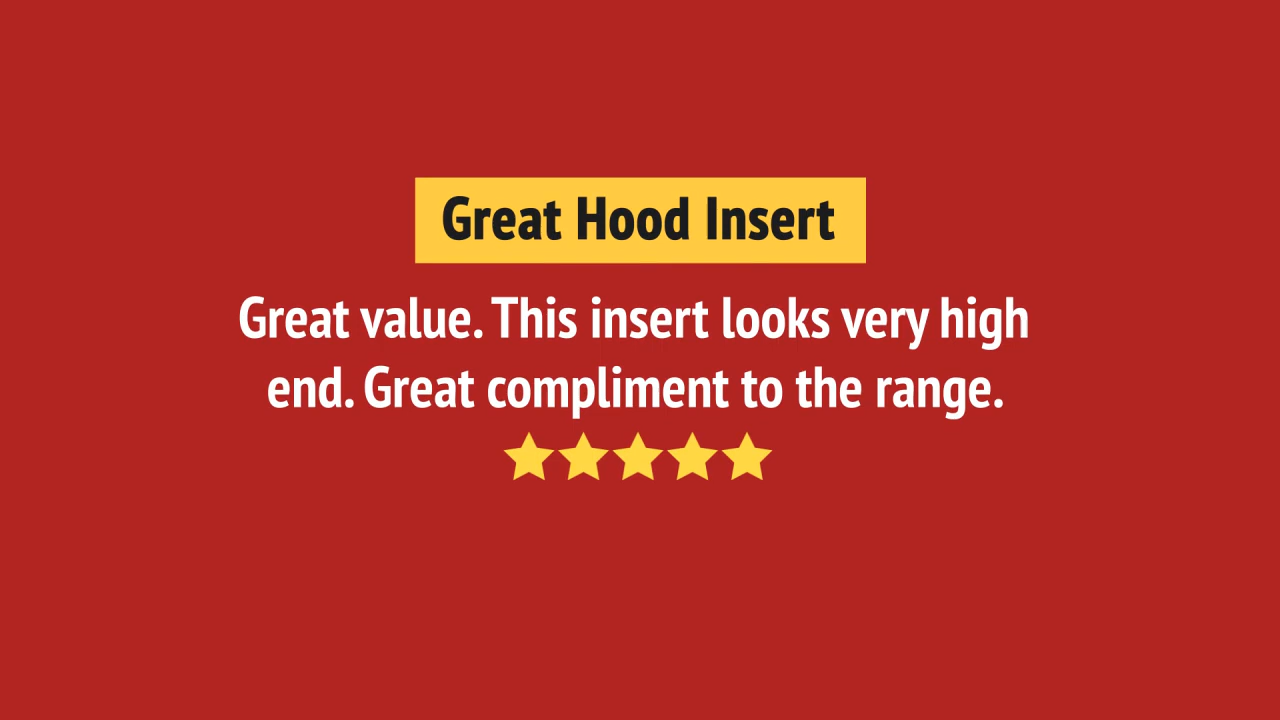 Great Hood Insert
Great value. This insert looks very high
end. Great compliment to the range.